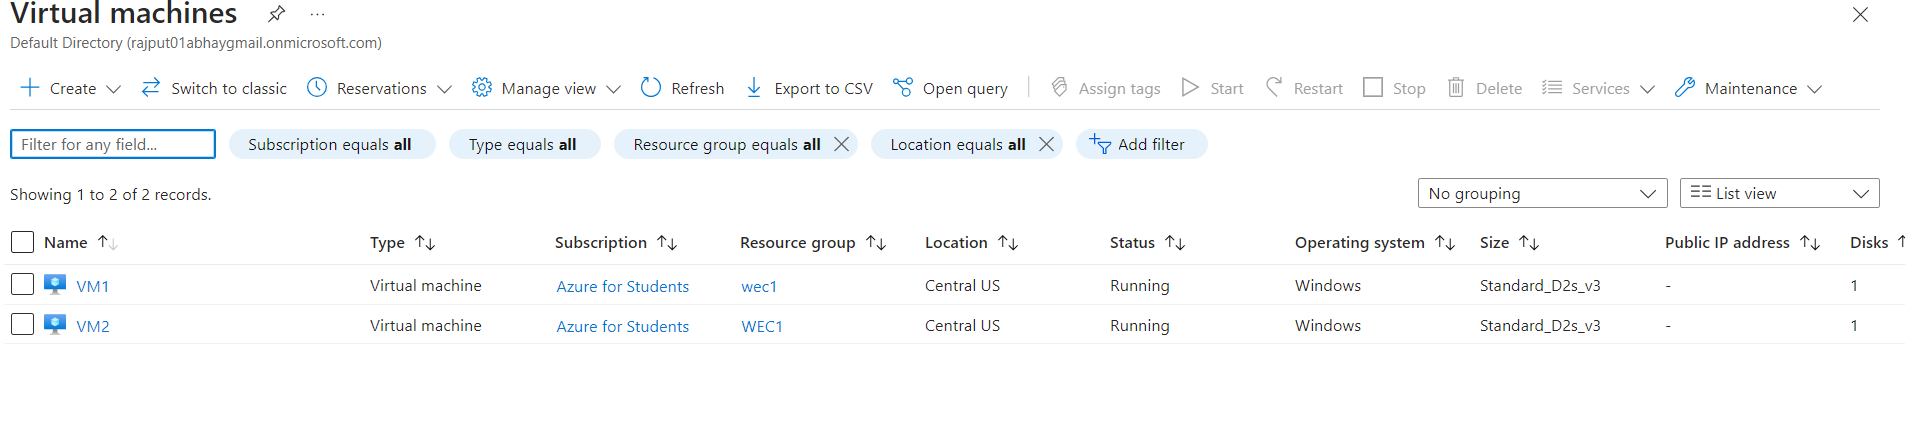 Virtual machines ...
Default Directory (rajput01abhaygmail.onmicrosoft.com)
Create Switch to classic Reservations Manage view Refresh Export to CSV Open query Assign tags Start Restart Stop Delete Services Maintenance
Filter for any field... Subscription equals all Type equals all Resource group equals all Location equals all Add filter
Showing 1 to 2 of 2 records. No grouping List view
Name Type Subscription Resource group Location Status Operating system Size Public IP address Disks
VM1 Virtual machine Azure for Students wec1 Central US Running Windows Standard_D2s_v3 - 1
VM2 Virtual machine Azure for Students WEC1 Central US Running Windows Standard_D2s_v3 - 1